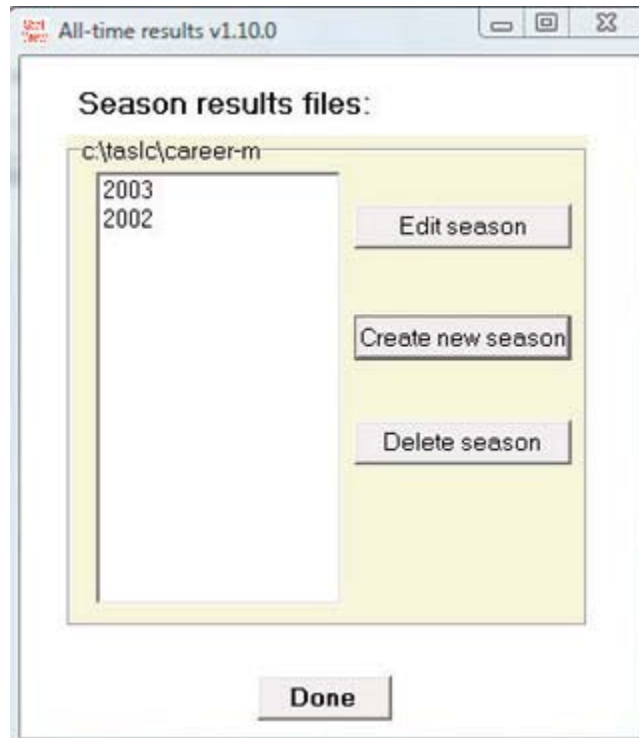 All-time results v1.10.0
Season results files:
c:\taslc\career-m
2003
2002
Edit season
Create new season
Delete season
Done